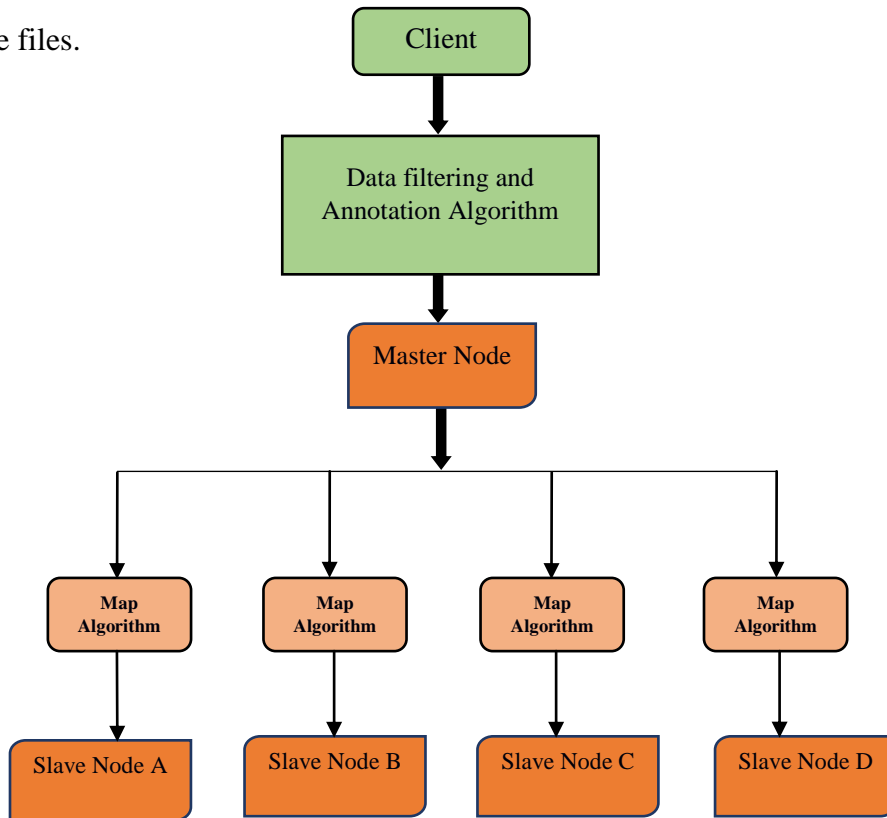 e files.
Client
Data filtering and
Annotation Algorithm
Master Node
Map
Algorithm
Map
Algorithm
Map
Algorithm
Map
Algorithm
Slave Node A
Slave Node B
Slave Node C
Slave Node D